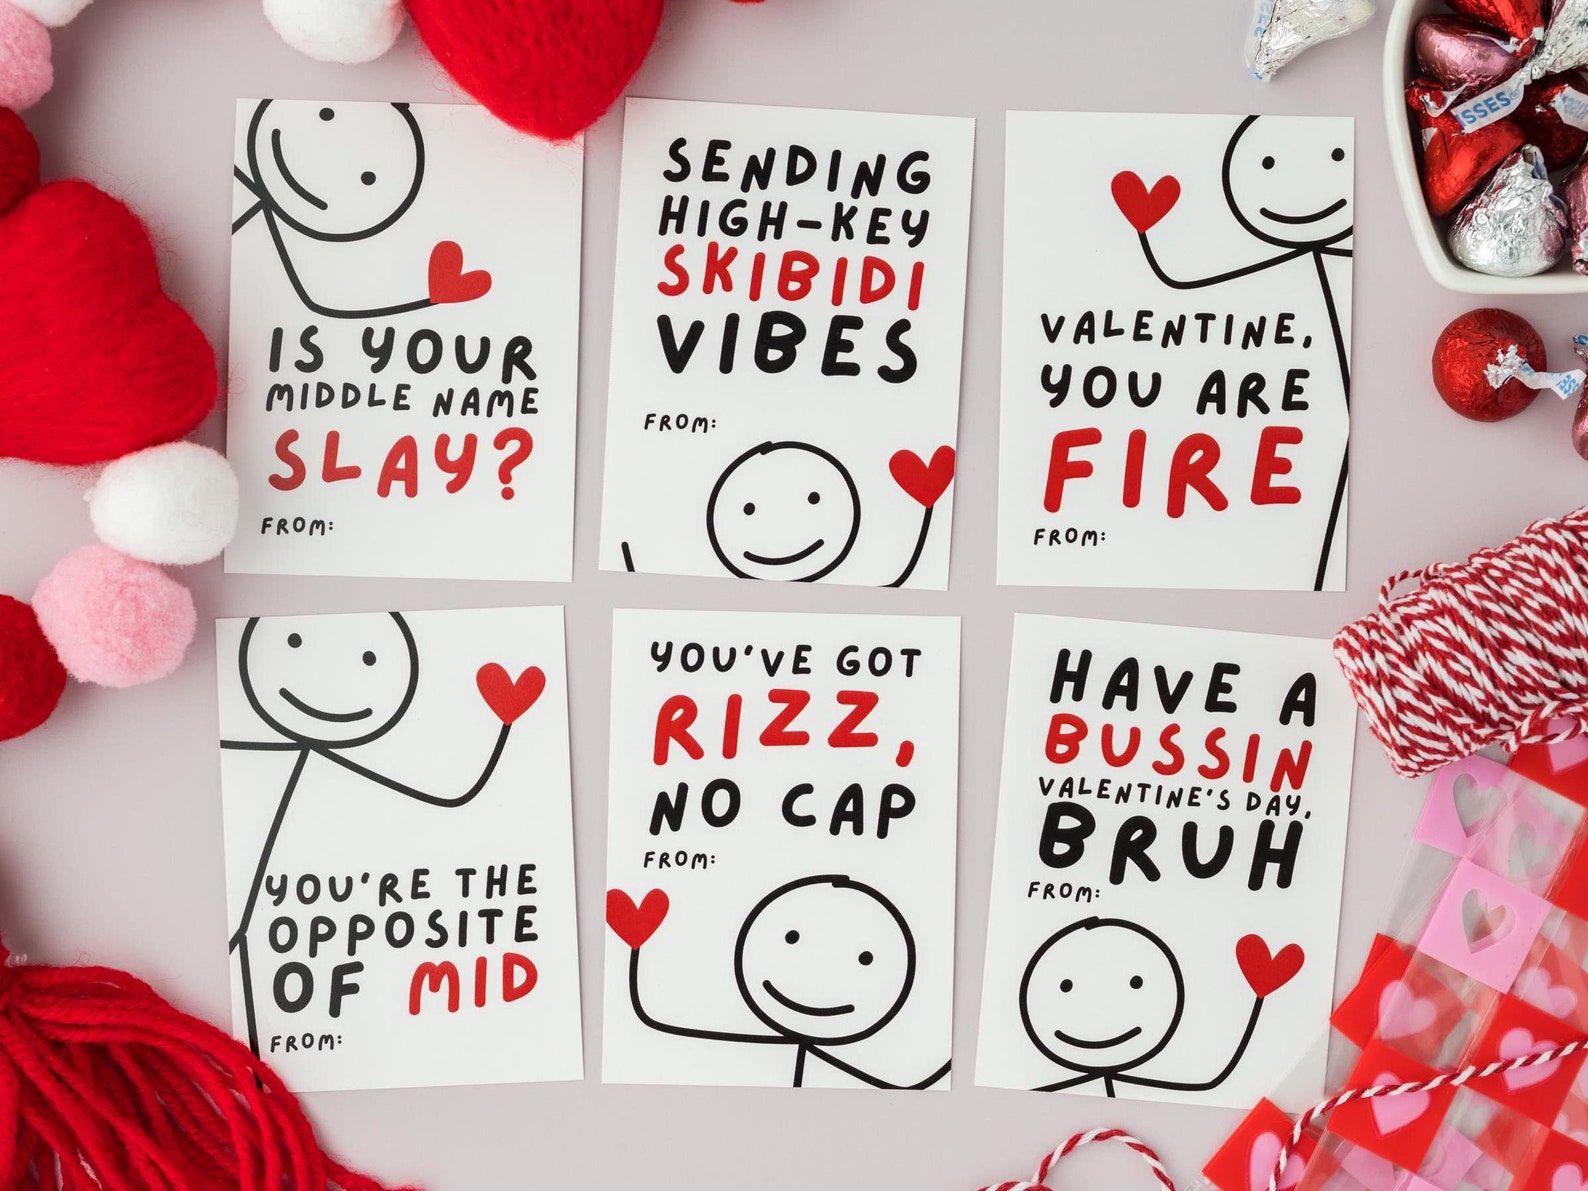 IS YOUR
MIDDLE NAME
SLAY?
FROM:
SENDING
HIGH-KEY
SKIBIDI
VIBES
FROM:
VALENTINE,
YOU ARE
FIRE
FROM:
YOU'RE THE
OPPOSITE
OF MID
FROM:
YOU'VE GOT
RIZZ,
NO CAP
FROM:
HAVE A
BUSSIN
VALENTINE'S DAY,
BRUH
FROM:
ISSES